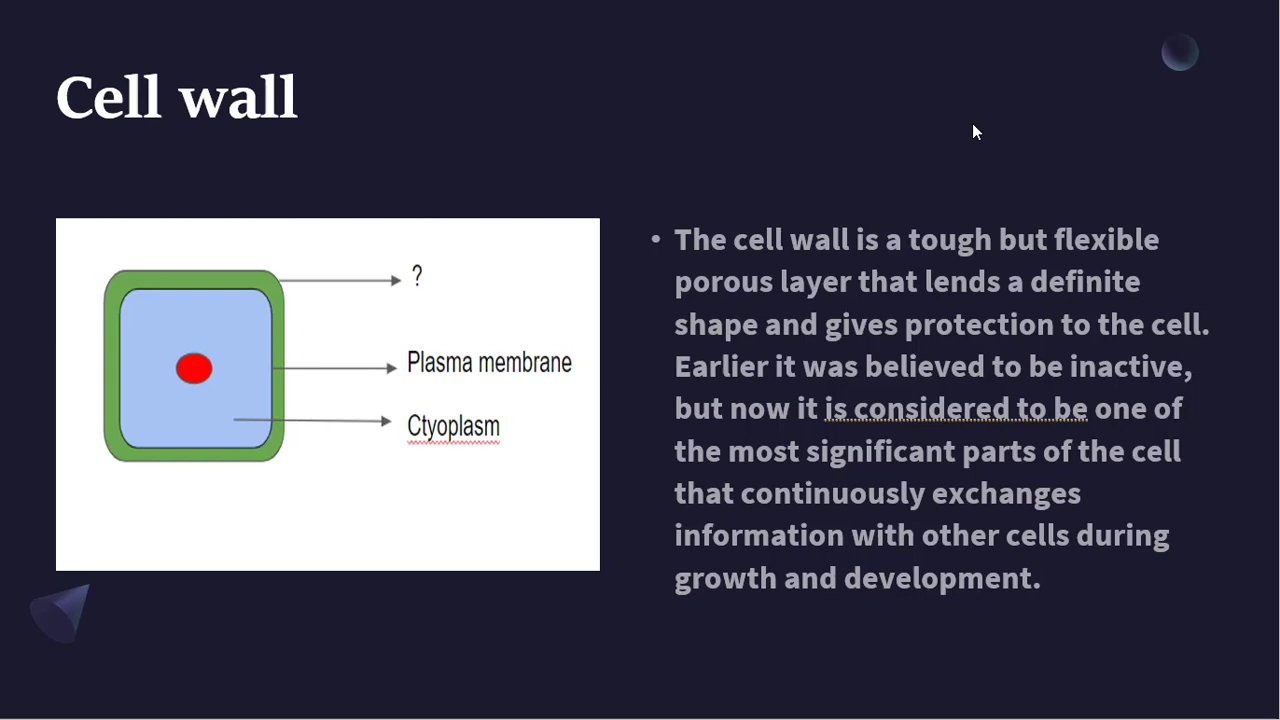 Cell wall
?
Plasma membrane
Ctyoplasm
• The cell wall is a tough but flexible
porous layer that lends a definite
shape and gives protection to the cell.
Earlier it was believed to be inactive,
but now it is considered to be one of
the most significant parts of the cell
that continuously exchanges
information with other cells during
growth and development.